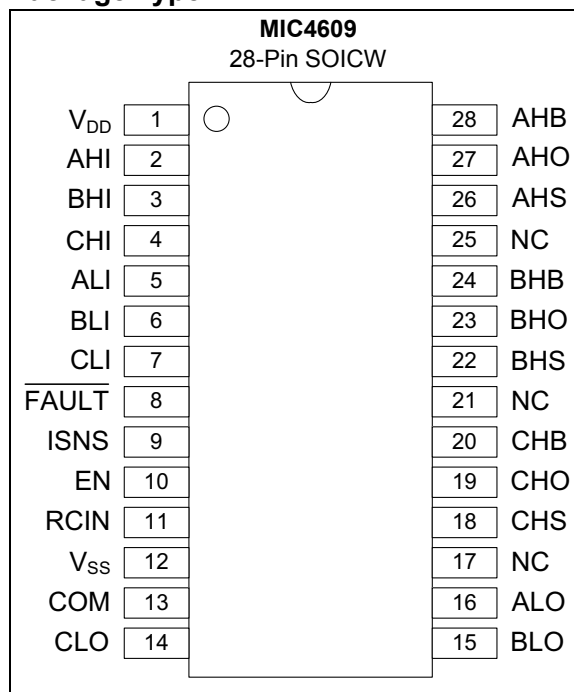 MIC4609
28-Pin SOICW
VDD 1 28 AHB
AHI 2 27 AHO
BHI 3 26 AHS
CHI 4 25 NC
ALI 5 24 BHB
BLI 6 23 BHO
CLI 7 22 BHS
FAULT 8 21 NC
ISNS 9 20 CHB
EN 10 19 CHO
RCIN 11 18 CHS
VSS 12 17 NC
COM 13 16 ALO
CLO 14 15 BLO